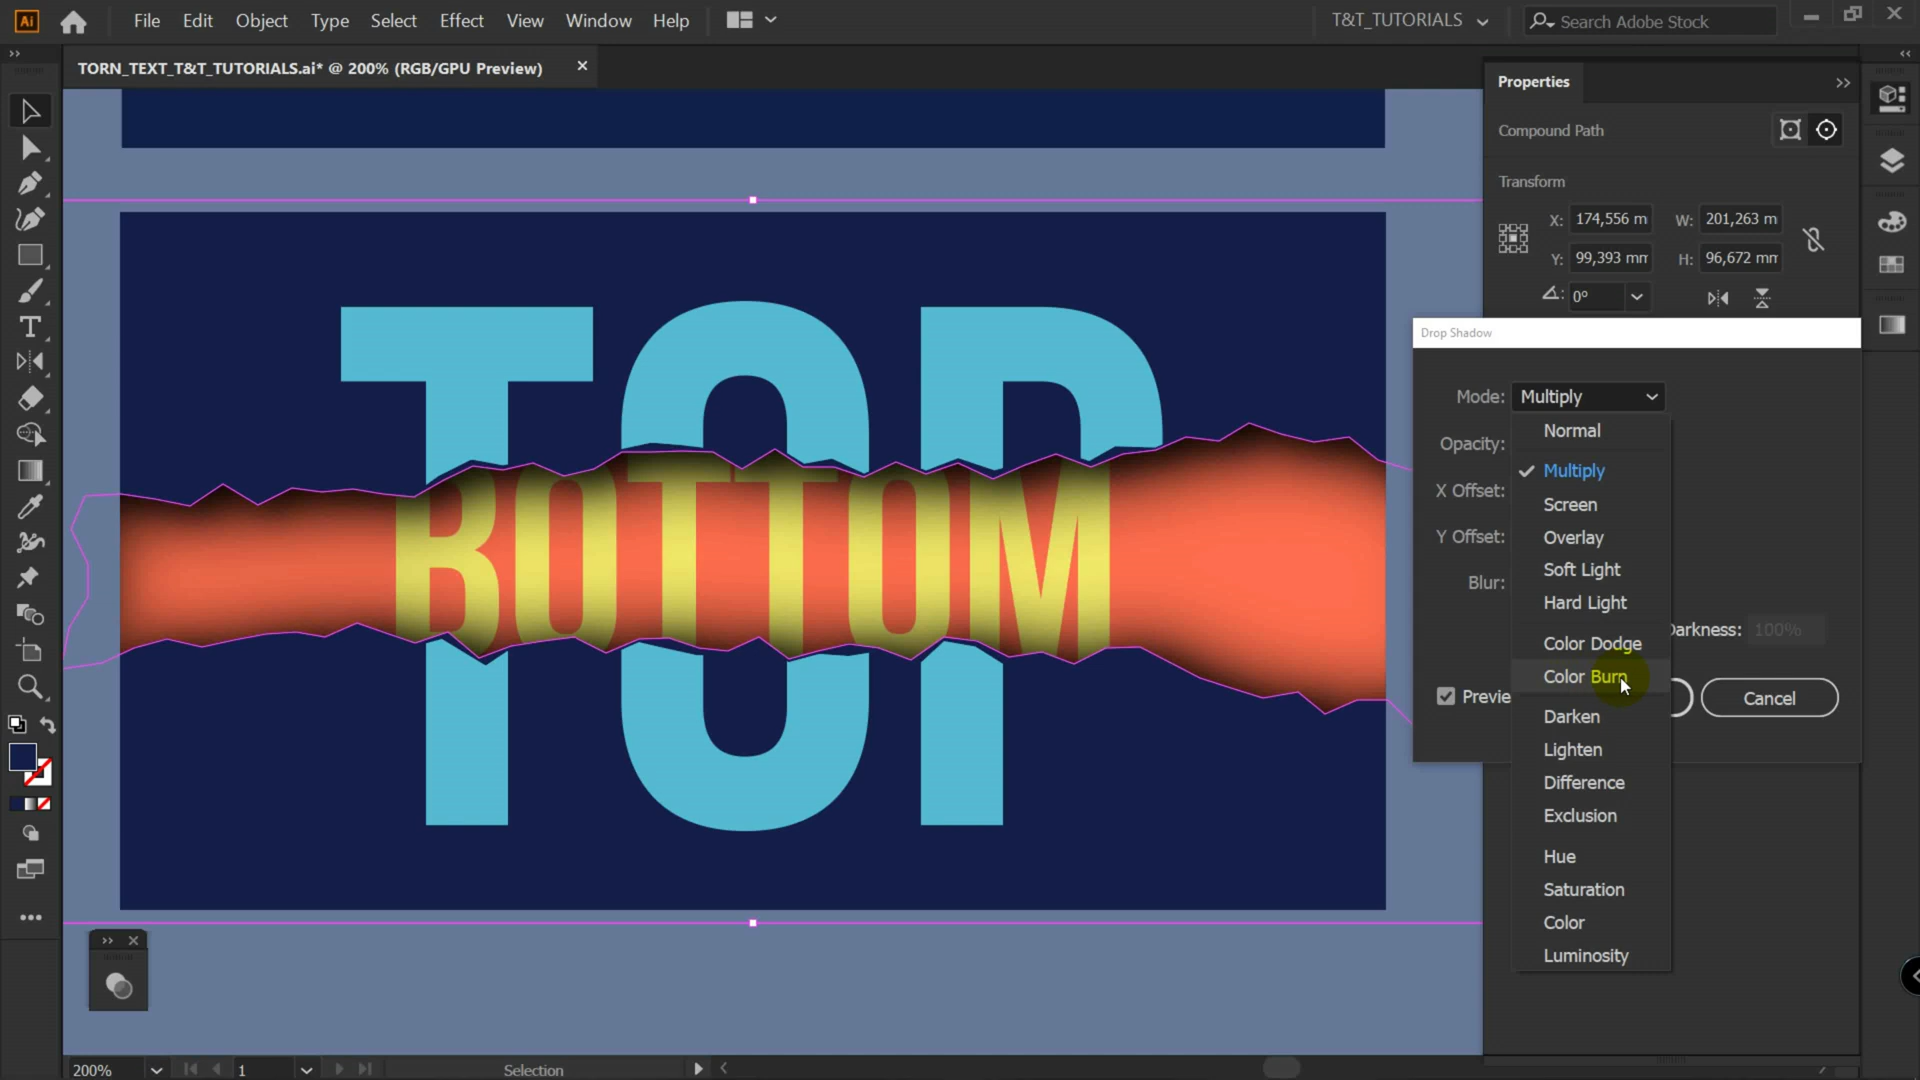 Ai File Edit Object Type Select Effect View Window Help T&T_TUTORIALS Search Adobe Stock
TORN_TEXT_T&T_TUTORIALS.ai* @ 200% (RGB/GPU Preview)
TOP
BOTTOM
Properties
Compound Path
Transform
X: 174,556 m W: 201,263 m
Y: 99,393 mm H: 96,672 mm
0°
Drop Shadow
Mode: Multiply
Opacity:
X Offset:
Y Offset:
Blur:
Darkness: 100%
Previe
Cancel
Normal
Multiply
Screen
Overlay
Soft Light
Hard Light
Color Dodge
Color Burn
Darken
Lighten
Difference
Exclusion
Hue
Saturation
Color
Luminosity
200% 1 Selection